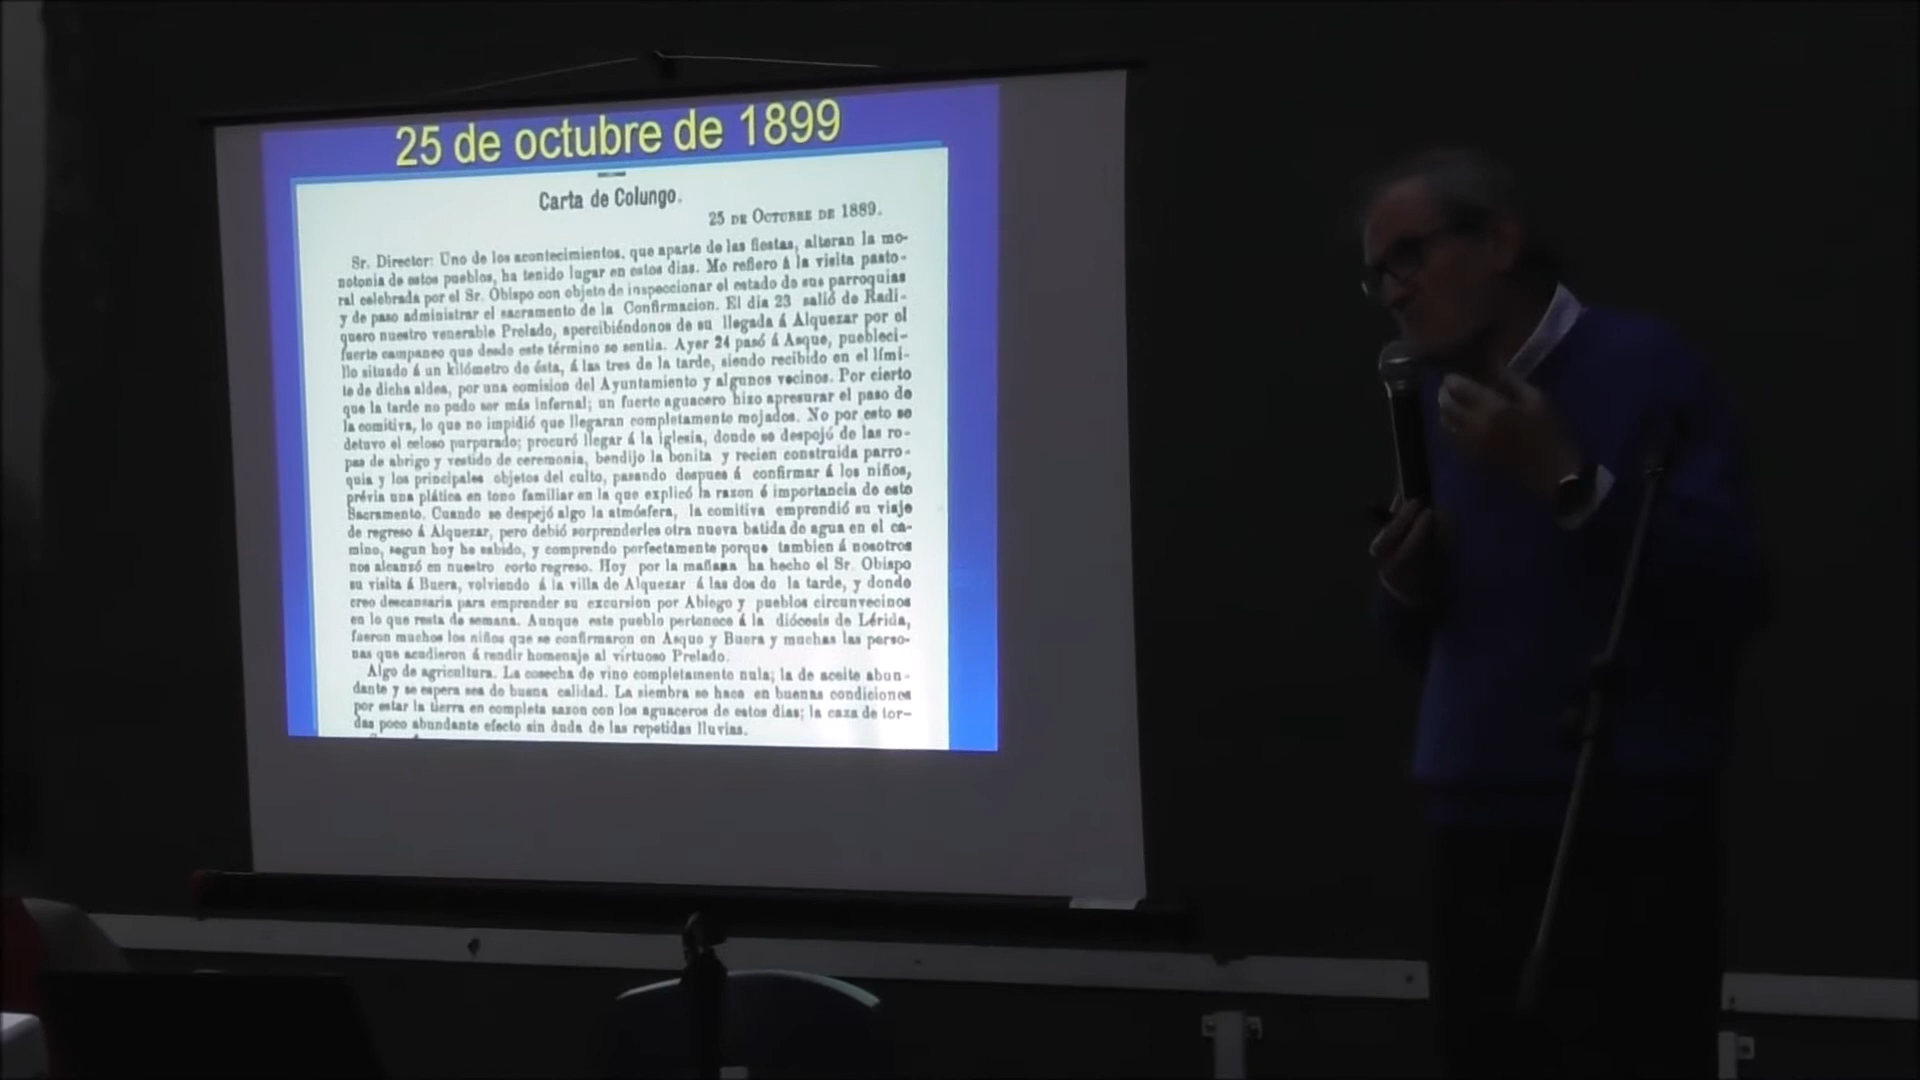 25 de octubre de 1899
Carta de Colungo.
25 DE OCTUBRE DE 1889.
Sr. Director: Uno de los acontecimientos, que aparte de las fiestas, alteran la mo-
notonia de estos pueblos, ha tenido lugar en estos dias. Me refiero á la visita pasto-
ral celebrada por el Sr. Obispo con objeto de inspeccionar el estado de sus parroquias
y de paso administrar el sacramento de la Confirmacion. El dia 23 salió de Radi-
quero nuestro venerable Prelado, apercibiéndonos de su llegada á Alquezar por el
fuerte campaneo que desde este término se sentia. Ayer 24 pasó á Asque, puebleci-
llo situado á un kilómetro de ésta, á las tres de la tarde, siendo recibido en el lími-
te de dicha aldea, por una comision del Ayuntamiento y algunos vecinos. Por cierto
que la tarde no pudo ser más infernal; un fuerte aguacero hizo apresurar el paso de
la comitiva, lo que no impidió que llegaran completamente mojados. No por esto se
detuvo el celoso purpurado; procuró llegar á la iglesia, donde se despojó de las ro-
pas de abrigo y vestido de ceremonia, bendijo la bonita y recien construida parro-
quia y los principales objetos del culto, pasando despues á confirmar á los niños,
prévia una plática en tono familiar en la que explicó la razon é importancia de este
Sacramento. Cuando se despejó algo la atmósfera, la comitiva emprendió su viaje
de regreso á Alquezar, pero debió sorprenderles otra nueva batida de agua en el ca-
mino, segun hoy he sabido, y comprendo perfectamente porque tambien á nosotros
nos alcanzó en nuestro corto regreso. Hoy por la mañana ha hecho el Sr. Obispo
su visita á Buera, volviendo á la villa de Alquezar á las dos de la tarde, y donde
creo descansaria para emprender su excursion por Abiego y pueblos circunvecinos
en lo que resta de semana. Aunque este pueblo pertenece á la diócesis de Lérida,
fueron muchos los niños que se confirmaron en Asque y Buera y muchas las perso-
nas que acudieron á rendir homenaje al virtuoso Prelado.
Algo de agricultura. La cosecha de vino completamente nula; la de aceite abun-
dante y se espera sea de buena calidad. La siembra se hace en buenas condiciones
por estar la tierra en completa sazon con los aguaceros de estos dias; la caza de tor-
das poco abundante efecto sin duda de las repetidas lluvias.